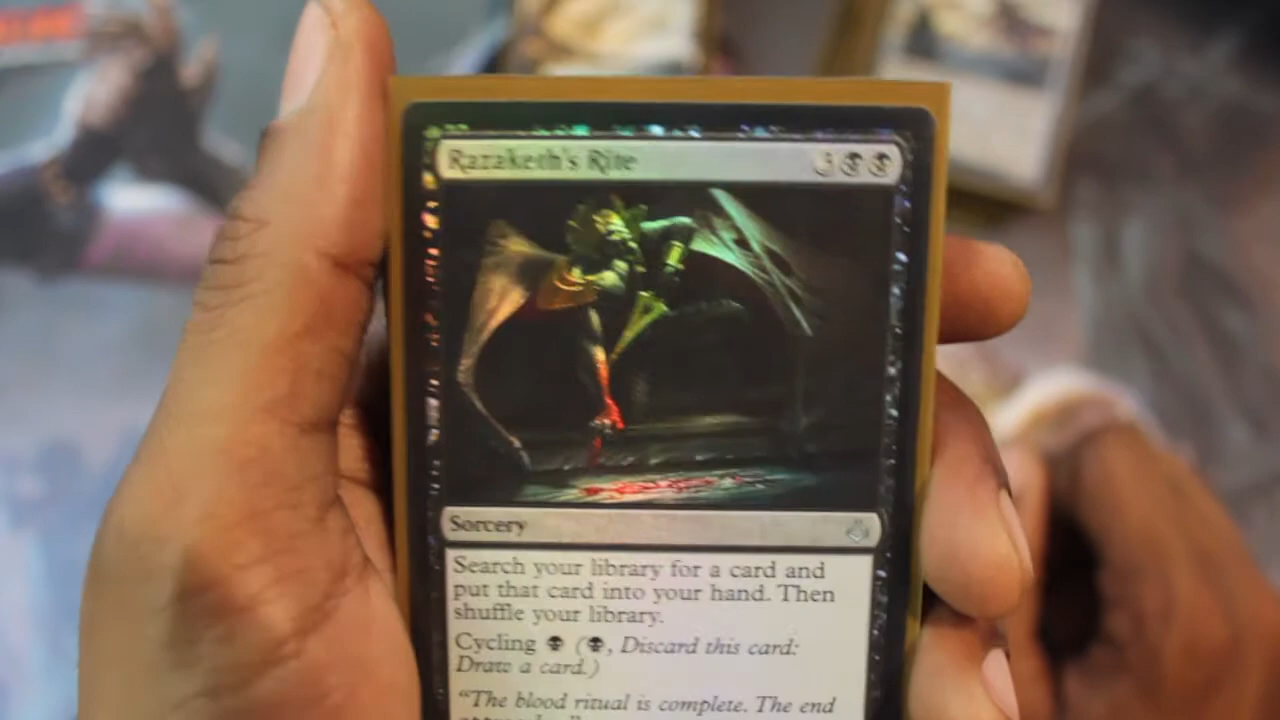 Razaketh's Rite 3
Sorcery
Search your library for a card and
put that card into your hand. Then
shuffle your library.
Cycling (, Discard this card:
Draw a card.)
"The blood ritual is complete. The end